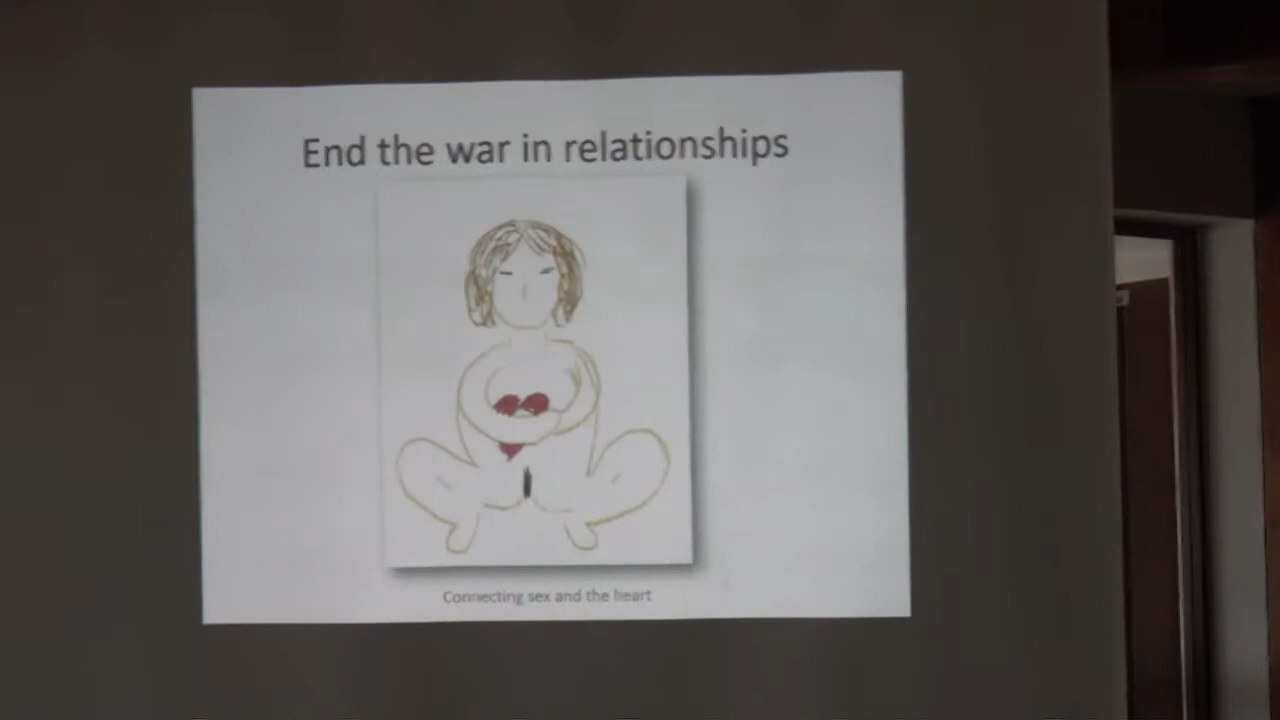 End the war in relationships
Connecting sex and the heart